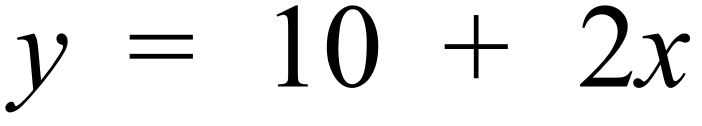 y = 10 + 2x